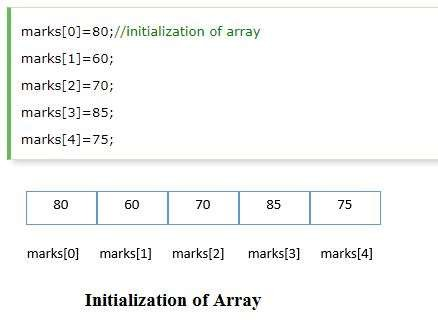 marks[0]=80;//initialization of array
marks[1]=60;
marks[2]=70;
marks[3]=85;
marks[4]=75;
80 60 70 85 75
marks[0] marks[1] marks[2] marks[3] marks[4]
Initialization of Array